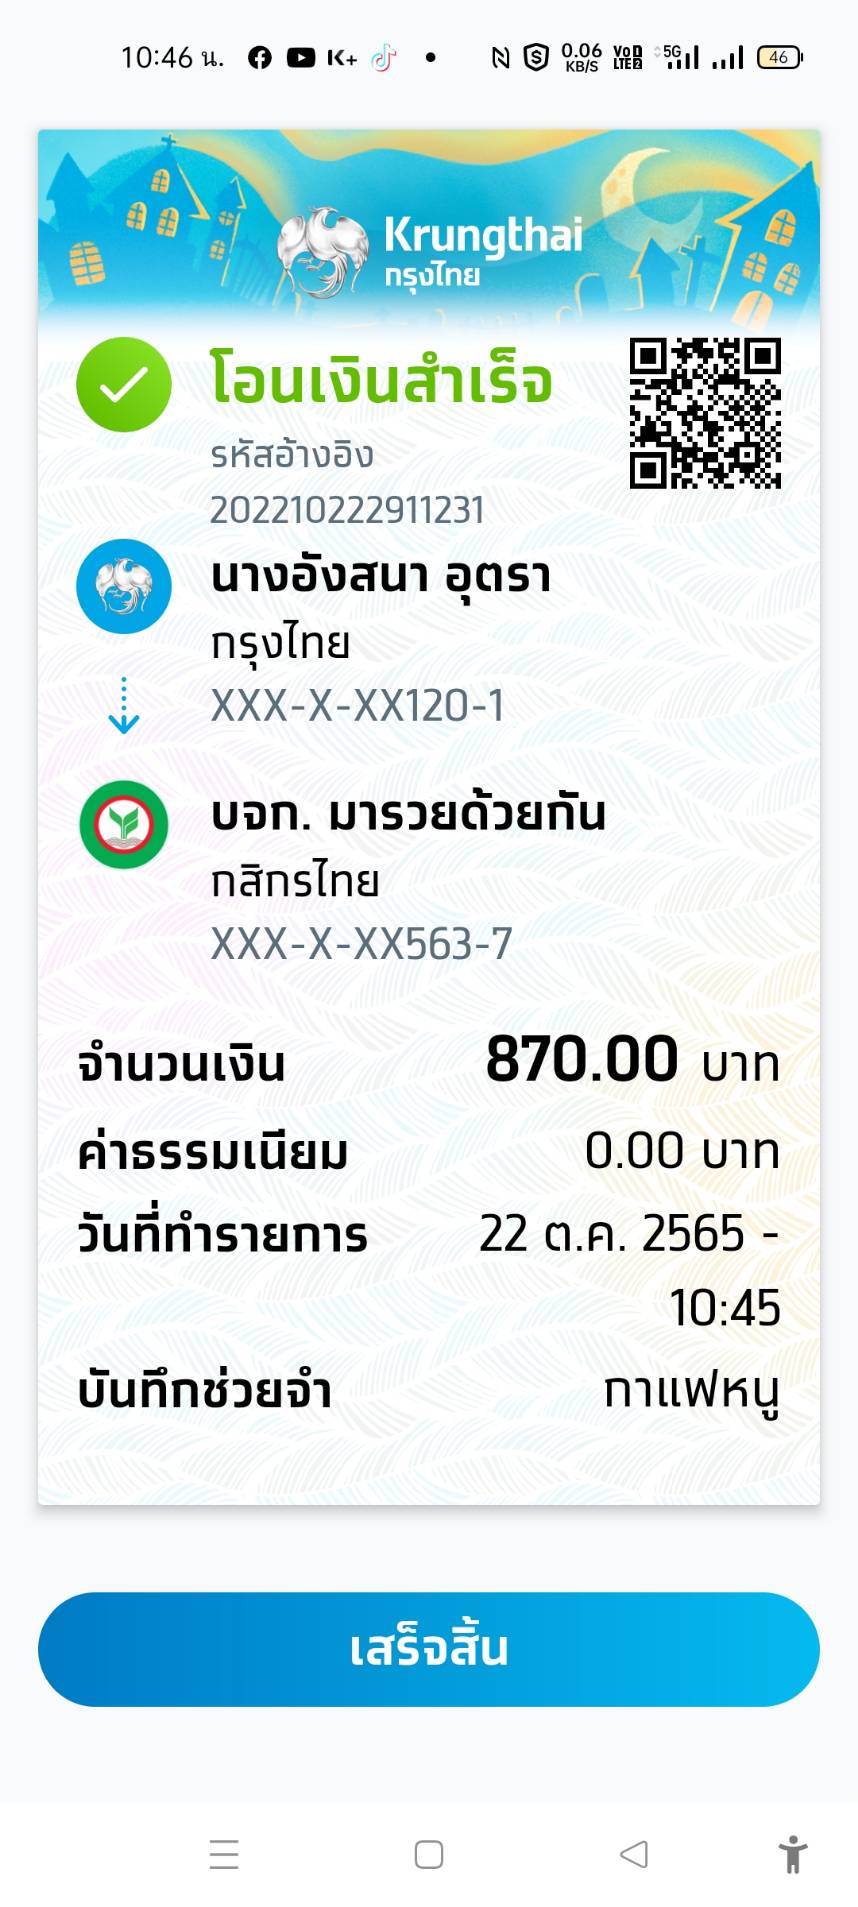 10:46 น. K+ 0.06 KB/S VoD LTE2 5G 46
Krungthai
กรุงไทย
โอนเงินสำเร็จ
รหัสอ้างอิง
202210222911231
นางอังสนา อุตรา
กรุงไทย
XXX-X-XX120-1
บจก. มารวยด้วยกัน
กสิกรไทย
XXX-X-XX563-7
จำนวนเงิน 870.00 บาท
ค่าธรรมเนียม 0.00 บาท
วันที่ทำรายการ 22 ต.ค. 2565 -
10:45
บันทึกช่วยจำ กาแฟหนู
เสร็จสิ้น